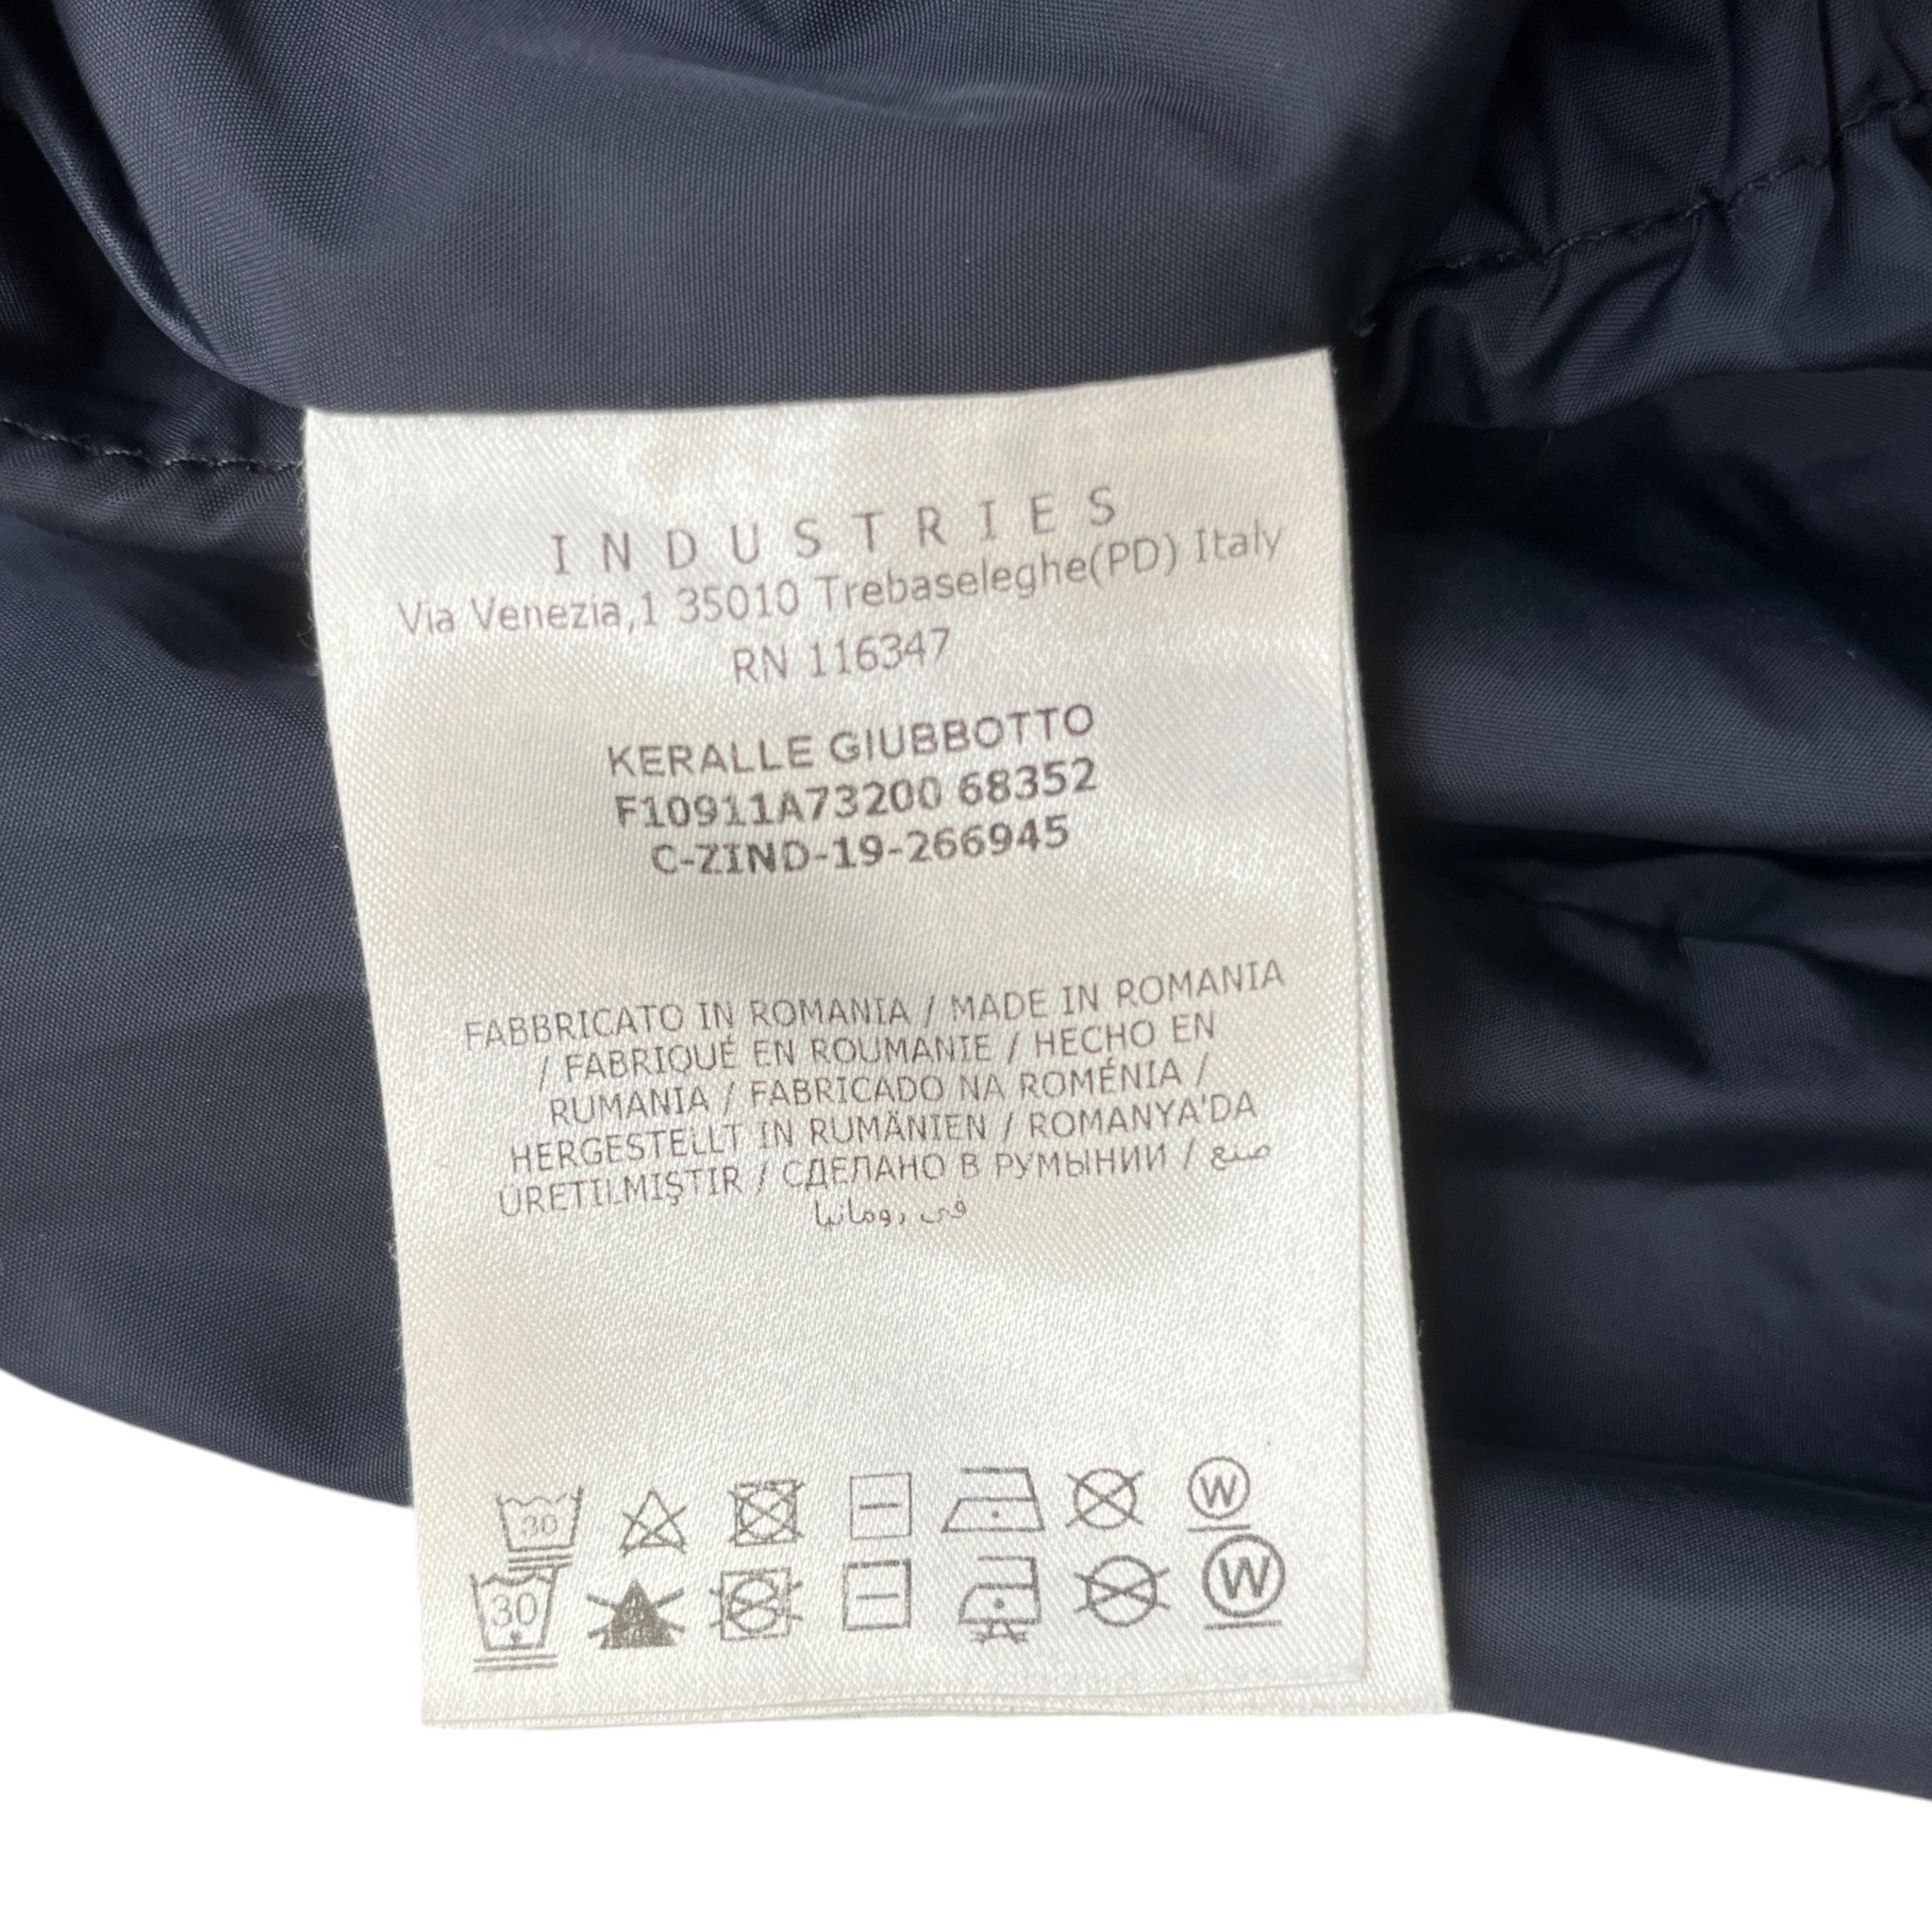 INDUSTRIES
Via Venezia,1 35010 Trebaseleghe(PD) Italy
RN 116347
KERALLE GIUBBOTTO
F10911A73200 68352
C-ZIND-19-266945
FABBRICATO IN ROMANIA / MADE IN ROMANIA
/ FABRIQUÉ EN ROUMANIE / HECHO EN
RUMANIA / FABRICADO NA ROMÉNIA /
HERGESTELLT IN RUMÄNIEN / ROMANYA'DA
ÜRETILMIŞTIR / СДЕЛАНО В РУМЫНИИ / صنع
في رومانيا
30 W
30 W